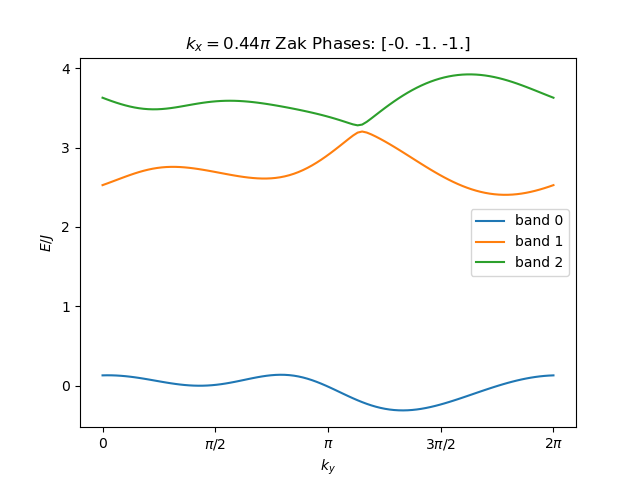 kₓ = 0.44π Zak Phases: [-0. -1. -1.]
4
3
2
1
0
E/J
band 0
band 1
band 2
0
π/2
π
3π/2
2π
k_y